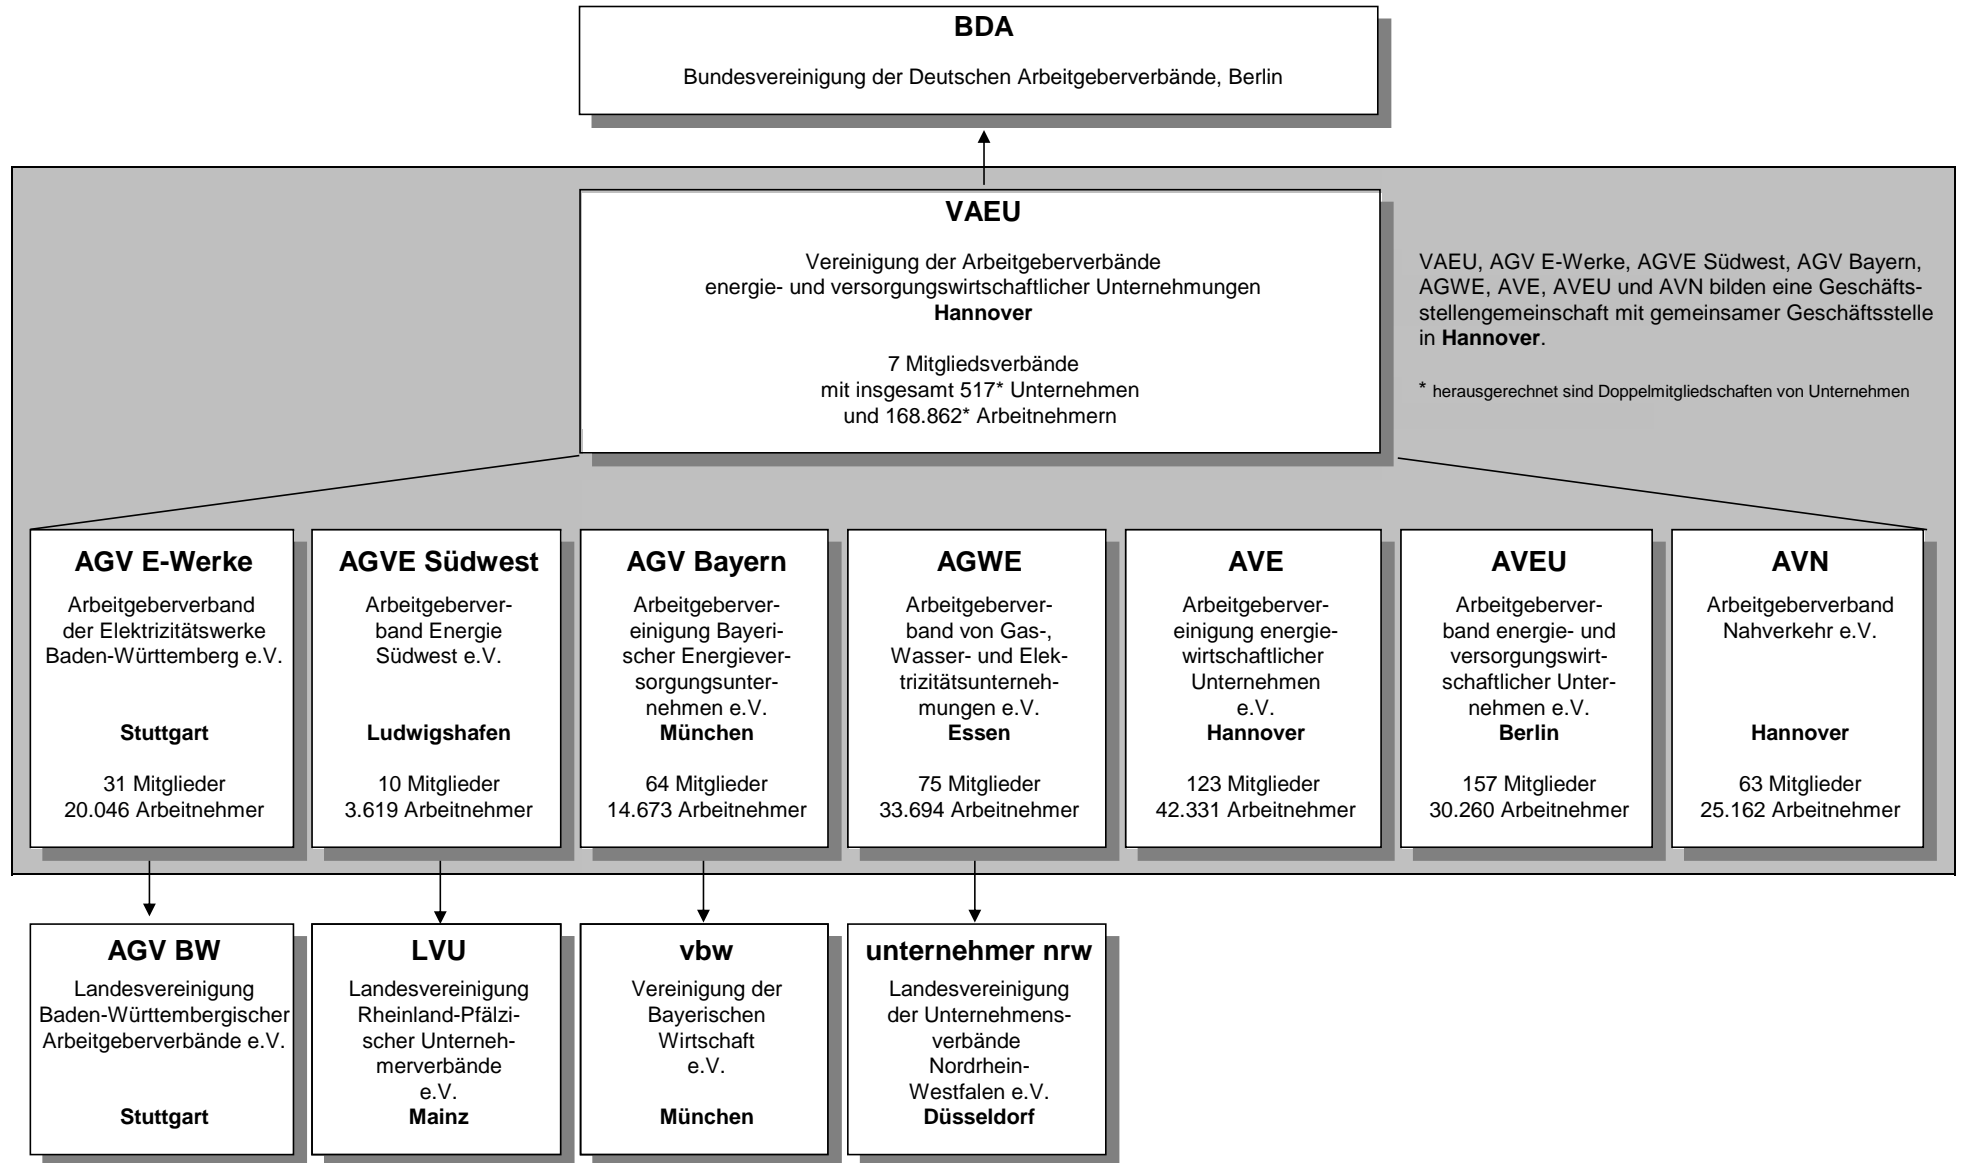 BDA
Bundesvereinigung der Deutschen Arbeitgeberverbände, Berlin
VAEU
Vereinigung der Arbeitgeberverbände
energie- und versorgungswirtschaftlicher Unternehmungen
Hannover
7 Mitgliedsverbände
mit insgesamt 517* Unternehmen
und 168.862* Arbeitnehmern
VAEU, AGV E-Werke, AGVE Südwest, AGV Bayern,
AGWE, AVE, AVEU und AVN bilden eine Geschäfts-
stellengemeinschaft mit gemeinsamer Geschäftsstelle
in Hannover.
* herausgerechnet sind Doppelmitgliedschaften von Unternehmen
AGV E-Werke
Arbeitgeberverband
der Elektrizitätswerke
Baden-Württemberg e.V.
Stuttgart
31 Mitglieder
20.046 Arbeitnehmer
AGVE Südwest
Arbeitgeberver-
band Energie
Südwest e.V.
Ludwigshafen
10 Mitglieder
3.619 Arbeitnehmer
AGV Bayern
Arbeitgeberver-
einigung Bayeri-
scher Energiever-
sorgungsunter-
nehmen e.V.
München
64 Mitglieder
14.673 Arbeitnehmer
AGWE
Arbeitgeberver-
band von Gas-,
Wasser- und Elek-
trizitätsunterneh-
mungen e.V.
Essen
75 Mitglieder
33.694 Arbeitnehmer
AVE
Arbeitgeberver-
einigung energie-
wirtschaftlicher
Unternehmen
e.V.
Hannover
123 Mitglieder
42.331 Arbeitnehmer
AVEU
Arbeitgeberver-
band energie- und
versorgungswirt-
schaftlicher Unter-
nehmen e.V.
Berlin
157 Mitglieder
30.260 Arbeitnehmer
AVN
Arbeitgeberverband
Nahverkehr e.V.
Hannover
63 Mitglieder
25.162 Arbeitnehmer
AGV BW
Landesvereinigung
Baden-Württembergischer
Arbeitgeberverbände e.V.
Stuttgart
LVU
Landesvereinigung
Rheinland-Pfälzi-
scher Unterneh-
merverbände
e.V.
Mainz
vbw
Vereinigung der
Bayerischen
Wirtschaft
e.V.
München
unternehmer nrw
Landesvereinigung
der Unternehmens-
verbände
Nordrhein-
Westfalen e.V.
Düsseldorf